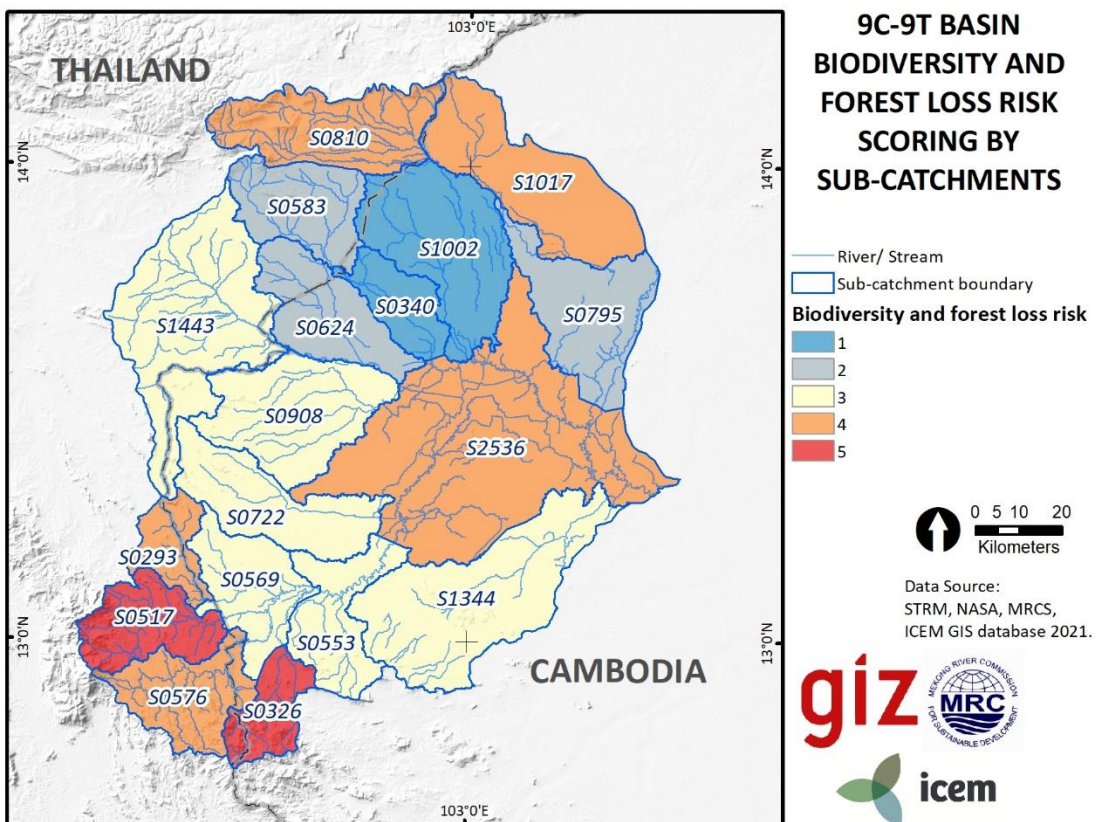 103°0'E
THAILAND
S0810
14°0'N
14°0'N
S1017
S0583
S1002
S0340
S0795
S0624
S1443
S0908
S2536
S0722
S0293
S0569
S1344
S0517
S0553
13°0'N
13°0'N
CAMBODIA
S0576
S0326
103°0'E
9C-9T BASIN
BIODIVERSITY AND
FOREST LOSS RISK
SCORING BY
SUB-CATCHMENTS
River/ Stream
Sub-catchment boundary
Biodiversity and forest loss risk
1
2
3
4
5
0 5 10 20
Kilometers
Data Source:
STRM, NASA, MRCS,
ICEM GIS database 2021.
giz
MEKONG RIVER COMMISSION
MRC
FOR SUSTAINABLE DEVELOPMENT
icem